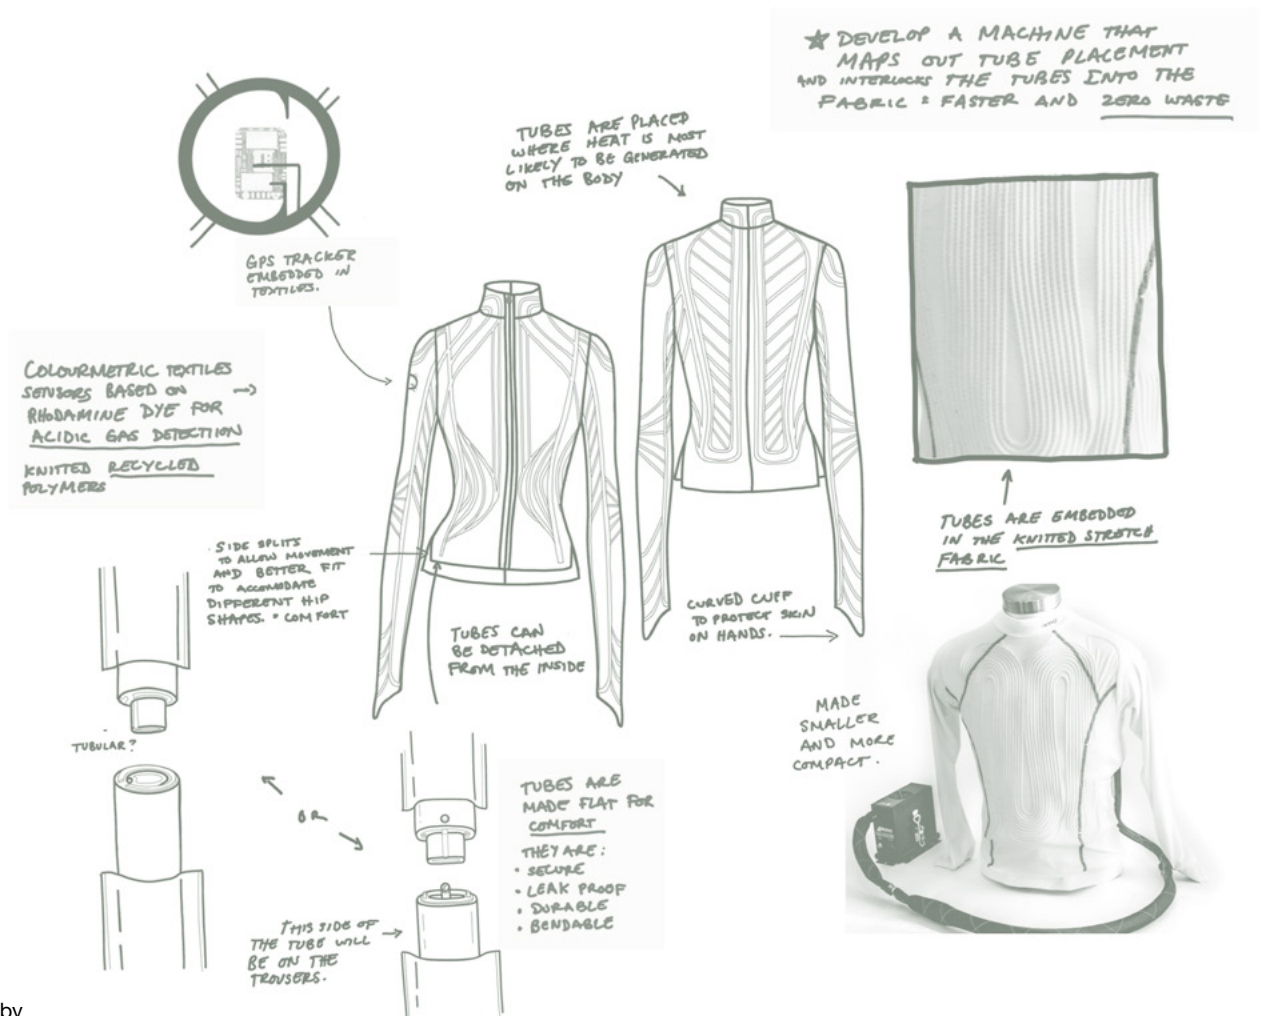 ★ DEVELOP A MACHINE THAT
MAPS OUT TUBE PLACEMENT
AND INTERLOCKS THE TUBES INTO THE
FABRIC = FASTER AND ZERO WASTE
TUBES ARE PLACED
WHERE HEAT IS MOST
LIKELY TO BE GENERATED
ON THE BODY
GPS TRACKER
EMBEDDED IN
TEXTILES.
COLOURMETRIC TEXTILES
SENSORS BASED ON
RHODAMINE DYE FOR
ACIDIC GAS DETECTION
KNITTED RECYCLED
POLYMERS
SIDE SPLITS
TO ALLOW MOVEMENT
AND BETTER FIT
TO ACCOMODATE
DIFFERENT HIP
SHAPES. = COMFORT
TUBES CAN
BE DETACHED
FROM THE INSIDE
CURVED CUFF
TO PROTECT SKIN
ON HANDS.
TUBES ARE EMBEDDED
IN THE KNITTED STRETCH
FABRIC
MADE
SMALLER
AND MORE
COMPACT.
TUBULAR?
OR
TUBES ARE
MADE FLAT FOR
COMFORT
THEY ARE:
• SECURE
• LEAK PROOF
• DURABLE
• BENDABLE
THIS SIDE OF
THE TUBE WILL
BE ON THE
TROUSERS.
by